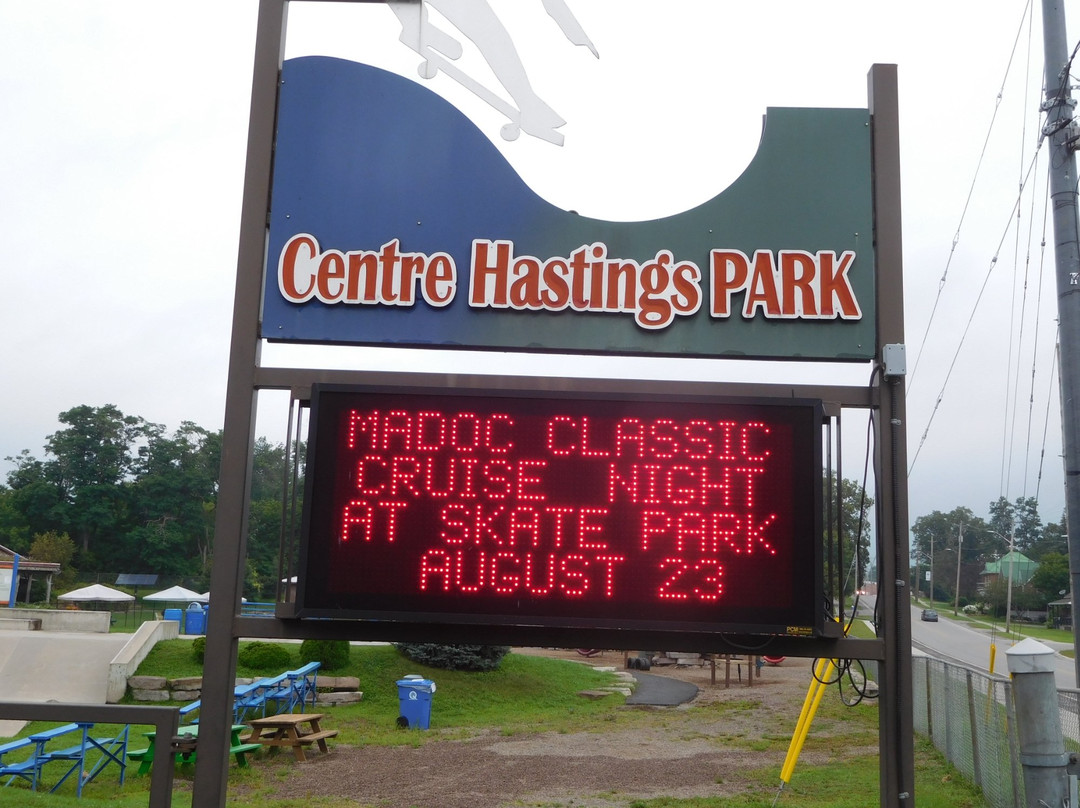 Centre Hastings PARK
MADOC CLASSIC
CRUISE NIGHT
AT SKATE PARK
AUGUST 23